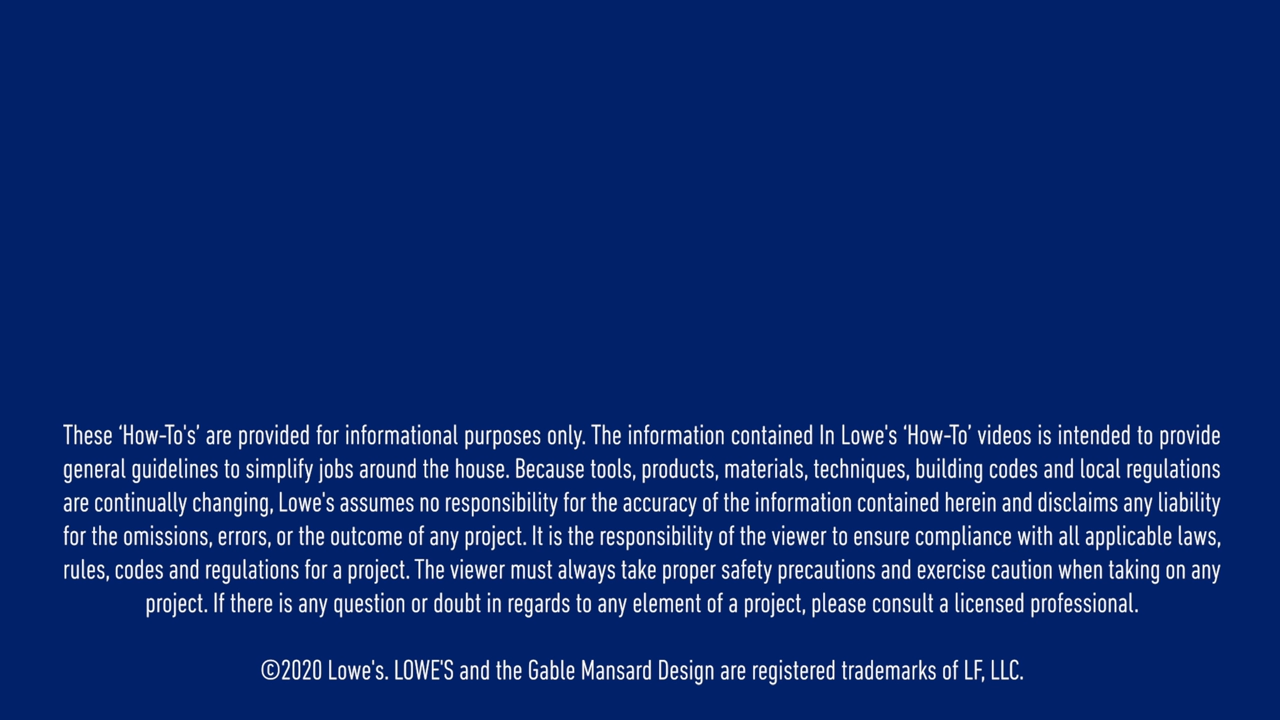 These ‘How-To's’ are provided for informational purposes only. The information contained In Lowe's ‘How-To’ videos is intended to provide
general guidelines to simplify jobs around the house. Because tools, products, materials, techniques, building codes and local regulations
are continually changing, Lowe's assumes no responsibility for the accuracy of the information contained herein and disclaims any liability
for the omissions, errors, or the outcome of any project. It is the responsibility of the viewer to ensure compliance with all applicable laws,
rules, codes and regulations for a project. The viewer must always take proper safety precautions and exercise caution when taking on any
project. If there is any question or doubt in regards to any element of a project, please consult a licensed professional.
©2020 Lowe's. LOWE'S and the Gable Mansard Design are registered trademarks of LF, LLC.